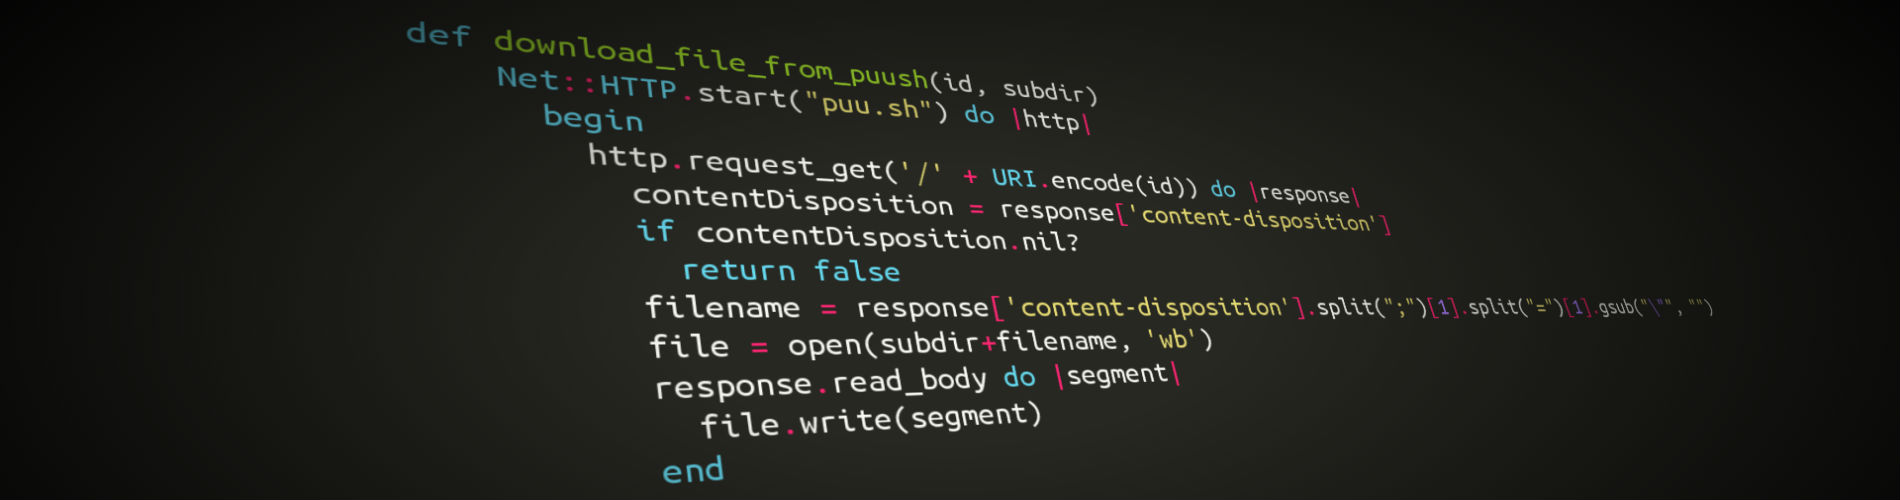 def download_file_from_puush(id, subdir)
Net::HTTP.start("puu.sh") do |http|
begin
http.request_get('/' + URI.encode(id)) do |response|
contentDisposition = response['content-disposition']
if contentDisposition.nil?
return false
filename = response['content-disposition'].split(";")[1].split("=")[1].gsub("\"", "")
file = open(subdir+filename, 'wb')
response.read_body do |segment|
file.write(segment)
end